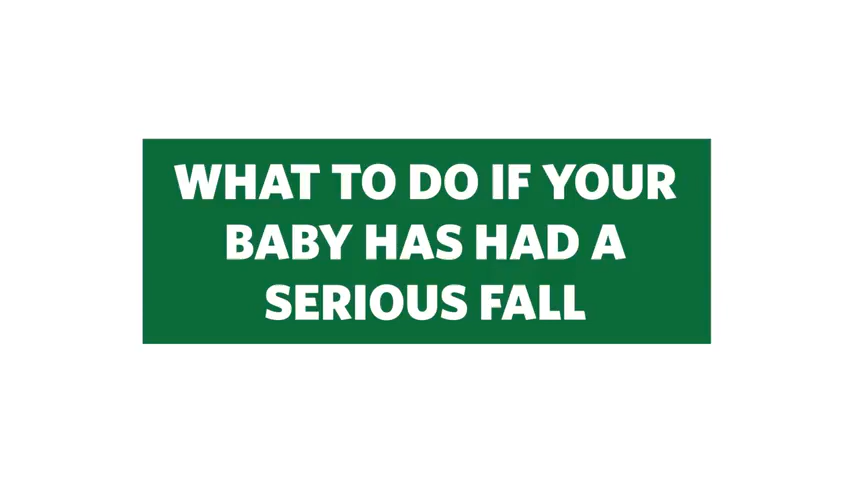 WHAT TO DO IF YOUR
BABY HAS HAD A
SERIOUS FALL